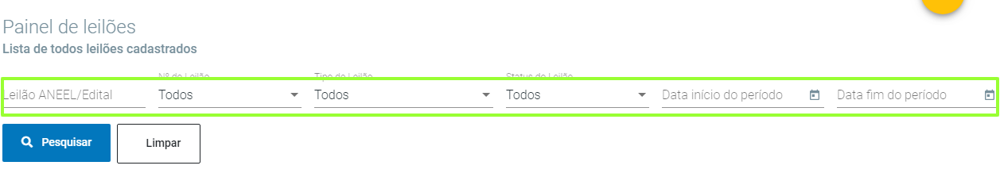 Painel de leilões
Lista de todos leilões cadastrados
Nº do Leilão Tipo de Leilão Status do Leilão
Leilão ANEEL/Edital Todos Todos Todos Data início do período Data fim do período
Pesquisar Limpar